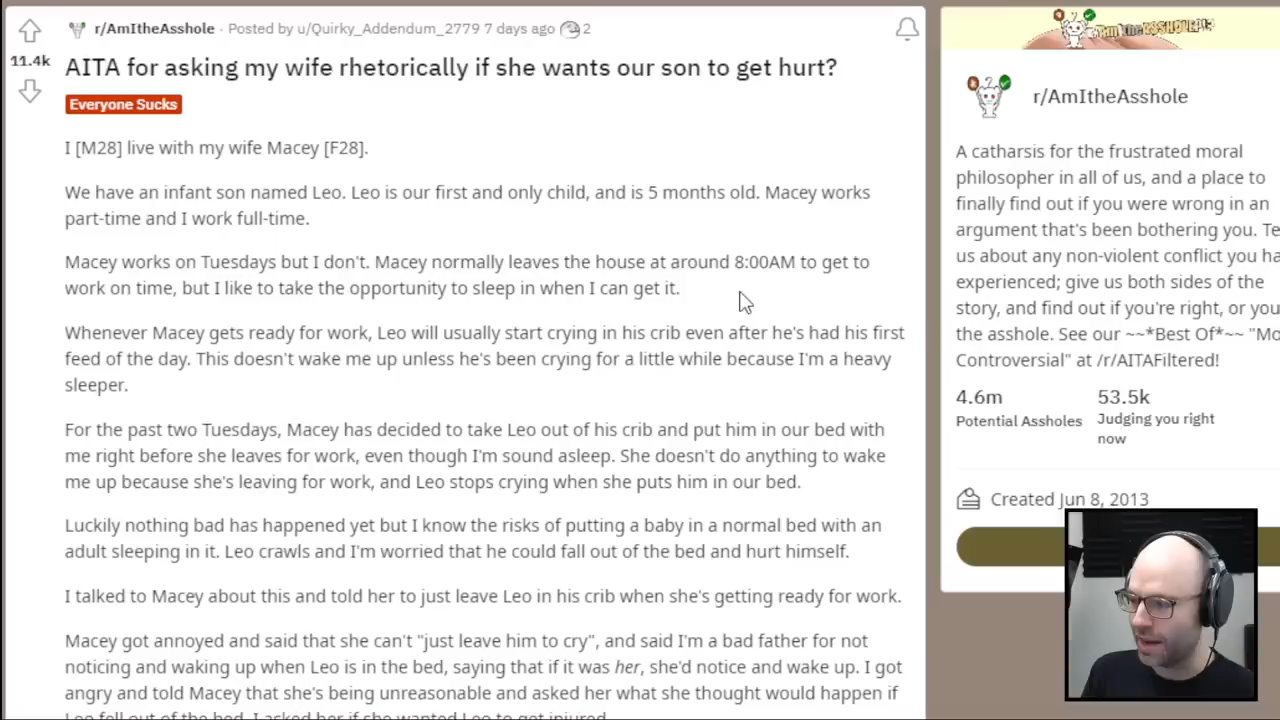 r/AmItheAsshole · Posted by u/Quirky_Addendum_2779 7 days ago 2
11.4k
AITA for asking my wife rhetorically if she wants our son to get hurt?
Everyone Sucks
I [M28] live with my wife Macey [F28].
We have an infant son named Leo. Leo is our first and only child, and is 5 months old. Macey works
part-time and I work full-time.
Macey works on Tuesdays but I don't. Macey normally leaves the house at around 8:00AM to get to
work on time, but I like to take the opportunity to sleep in when I can get it.
Whenever Macey gets ready for work, Leo will usually start crying in his crib even after he's had his first
feed of the day. This doesn't wake me up unless he's been crying for a little while because I'm a heavy
sleeper.
For the past two Tuesdays, Macey has decided to take Leo out of his crib and put him in our bed with
me right before she leaves for work, even though I'm sound asleep. She doesn't do anything to wake
me up because she's leaving for work, and Leo stops crying when she puts him in our bed.
Luckily nothing bad has happened yet but I know the risks of putting a baby in a normal bed with an
adult sleeping in it. Leo crawls and I'm worried that he could fall out of the bed and hurt himself.
I talked to Macey about this and told her to just leave Leo in his crib when she's getting ready for work.
Macey got annoyed and said that she can't "just leave him to cry", and said I'm a bad father for not
noticing and waking up when Leo is in the bed, saying that if it was her, she'd notice and wake up. I got
angry and told Macey that she's being unreasonable and asked her what she thought would happen if
Leo fell out of the bed. I asked her if she wanted Leo to get injured.
r/AmItheAsshole
A catharsis for the frustrated moral
philosopher in all of us, and a place to
finally find out if you were wrong in an
argument that's been bothering you. Te
us about any non-violent conflict you ha
experienced; give us both sides of the
story, and find out if you're right, or you
the asshole. See our ~~*Best Of*~~ "Mo
Controversial" at /r/AITAFiltered!
4.6m
Potential Assholes
53.5k
Judging you right
now
Created Jun 8, 2013